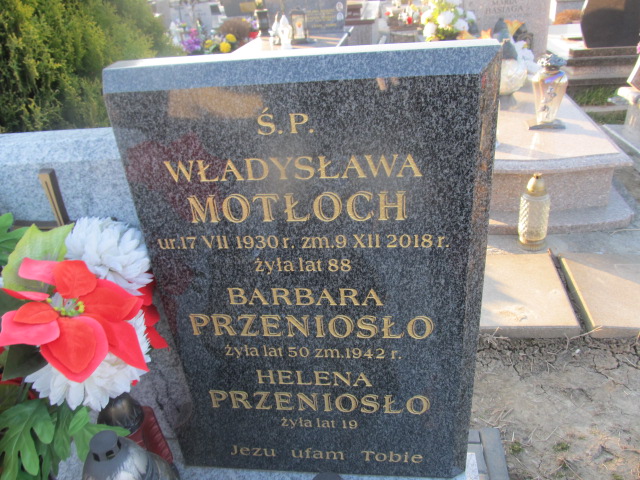 Ś.P.
WŁADYSŁAWA
MOTŁOCH
ur.17 VII 1930 r. zm.9 XII 2018 r.
żyła lat 88
BARBARA
PRZENIOSŁO
żyła lat 50 zm.1942 r.
HELENA
PRZENIOSŁO
żyła lat 19
Jezu ufam Tobie